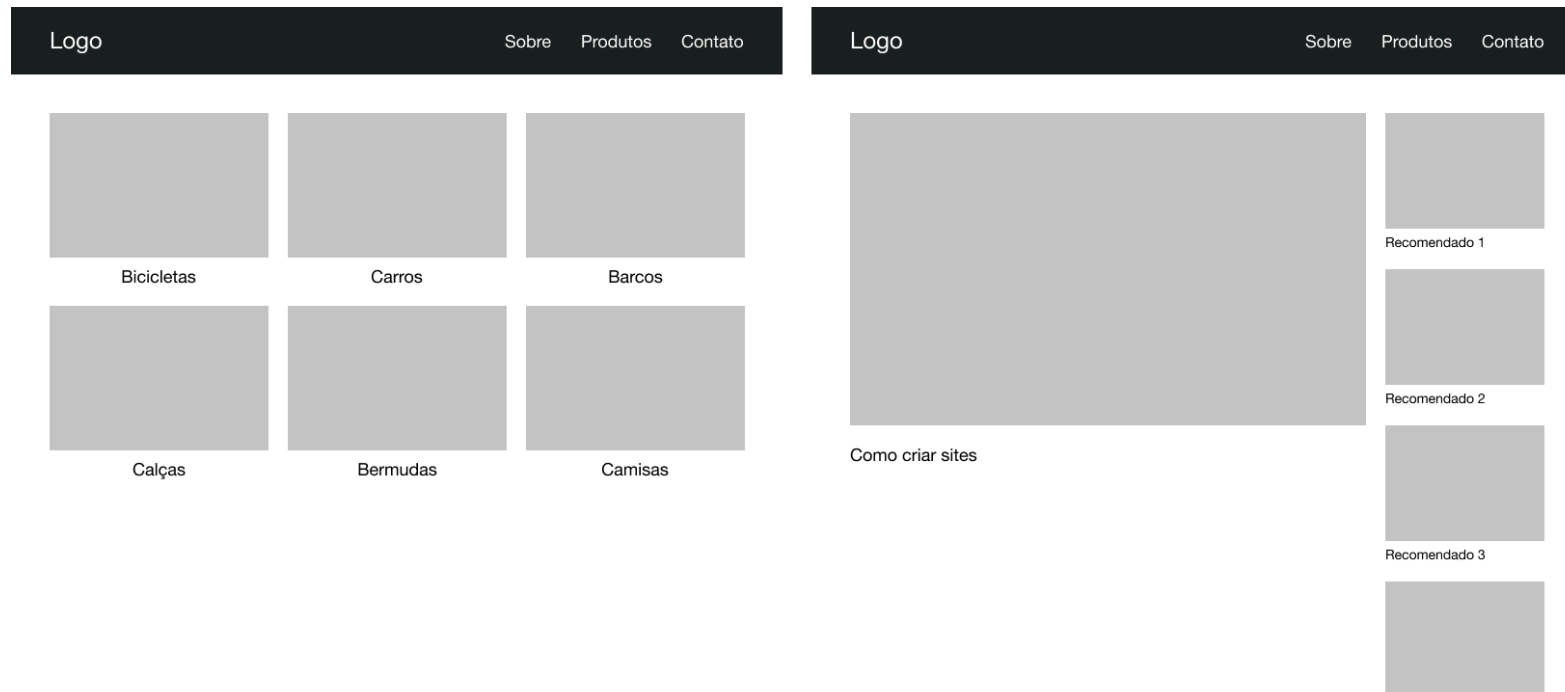 Logo
Sobre Produtos Contato
Bicicletas Carros Barcos
Calças Bermudas Camisas
Logo
Sobre Produtos Contato
Como criar sites
Recomendado 1
Recomendado 2
Recomendado 3